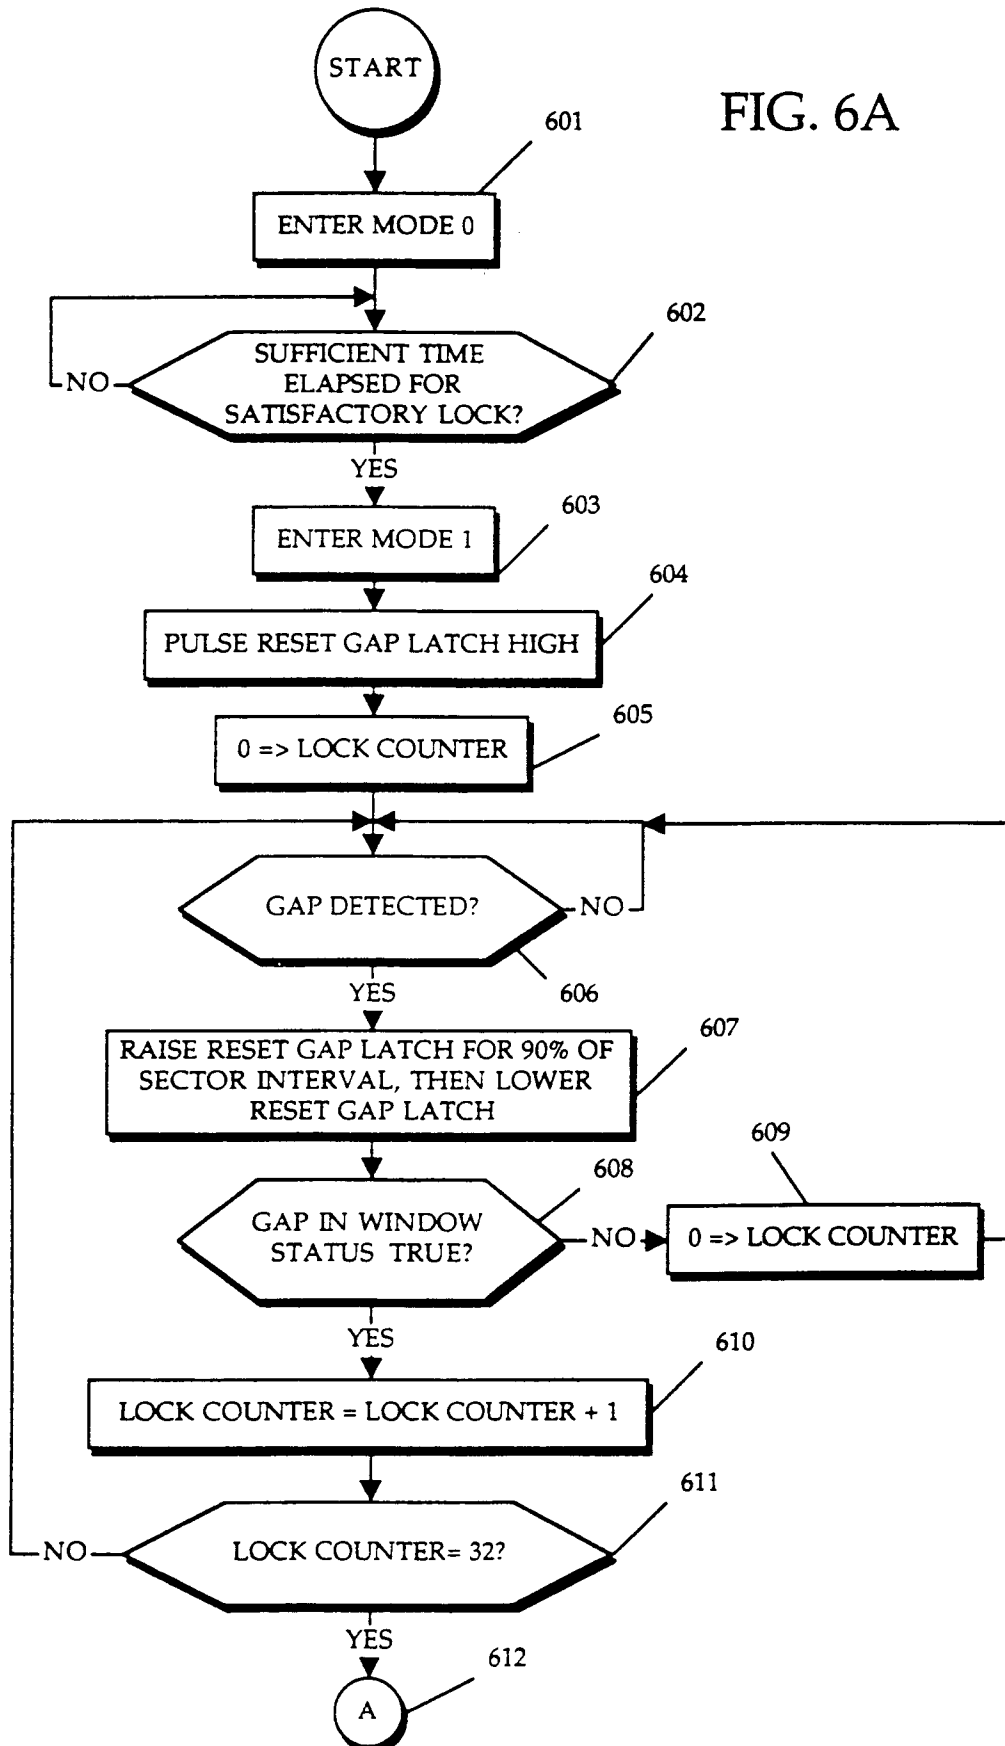 START
FIG. 6A
601
ENTER MODE 0
602
SUFFICIENT TIME
ELAPSED FOR
SATISFACTORY LOCK?
NO
YES
603
ENTER MODE 1
604
PULSE RESET GAP LATCH HIGH
605
0 => LOCK COUNTER
GAP DETECTED?
NO
606
YES
607
RAISE RESET GAP LATCH FOR 90% OF
SECTOR INTERVAL, THEN LOWER
RESET GAP LATCH
608
609
GAP IN WINDOW
STATUS TRUE?
NO
0 => LOCK COUNTER
YES
610
LOCK COUNTER = LOCK COUNTER + 1
611
LOCK COUNTER= 32?
NO
YES
612
A